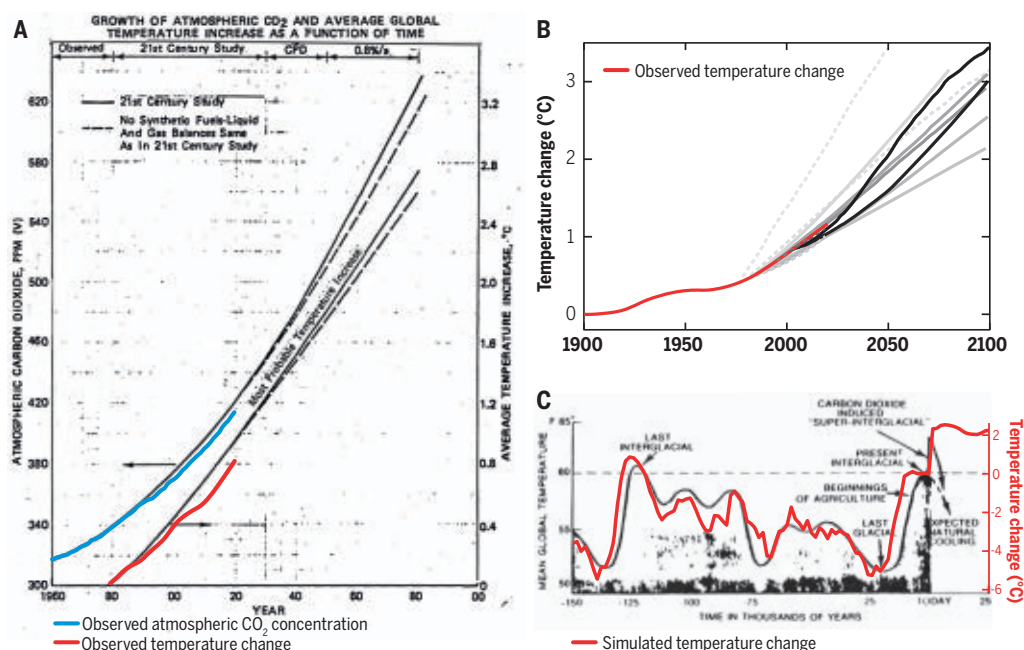 A
GROWTH OF ATMOSPHERIC CO2 AND AVERAGE GLOBAL
TEMPERATURE INCREASE AS A FUNCTION OF TIME
Observed
21st Century Study
CPD
0.8%/a
21st Century Study
No Synthetic Fuels-Liquid
And Gas Balances Same
As In 21st Century Study
Most Probable Temperature Increase
ATMOSPHERIC CARBON DIOXIDE, PPM (V)
620
580
540
500
460
420
380
340
300
AVERAGE TEMPERATURE INCREASE, °C
3.2
2.8
2.4
2.0
1.6
1.2
0.8
0.4
0
1960
80
00
20
40
60
80
00
YEAR
Observed atmospheric CO2 concentration
Observed temperature change
B
Observed temperature change
Temperature change (°C)
3
2
1
0
1900
1950
2000
2050
2100
C
°F 65
60
55
50
MEAN GLOBAL TEMPERATURE
LAST
INTERGLACIAL
CARBON DIOXIDE
INDUCED
"SUPER-INTERGLACIAL"
PRESENT
INTERGLACIAL
BEGINNINGS
OF AGRICULTURE
LAST
GLACIAL
EXPECTED
NATURAL
COOLING
2
0
-2
-4
-6
Temperature change (°C)
-150
-125
-100
-75
-50
-25
TODAY
25
TIME IN THOUSANDS OF YEARS
Simulated temperature change